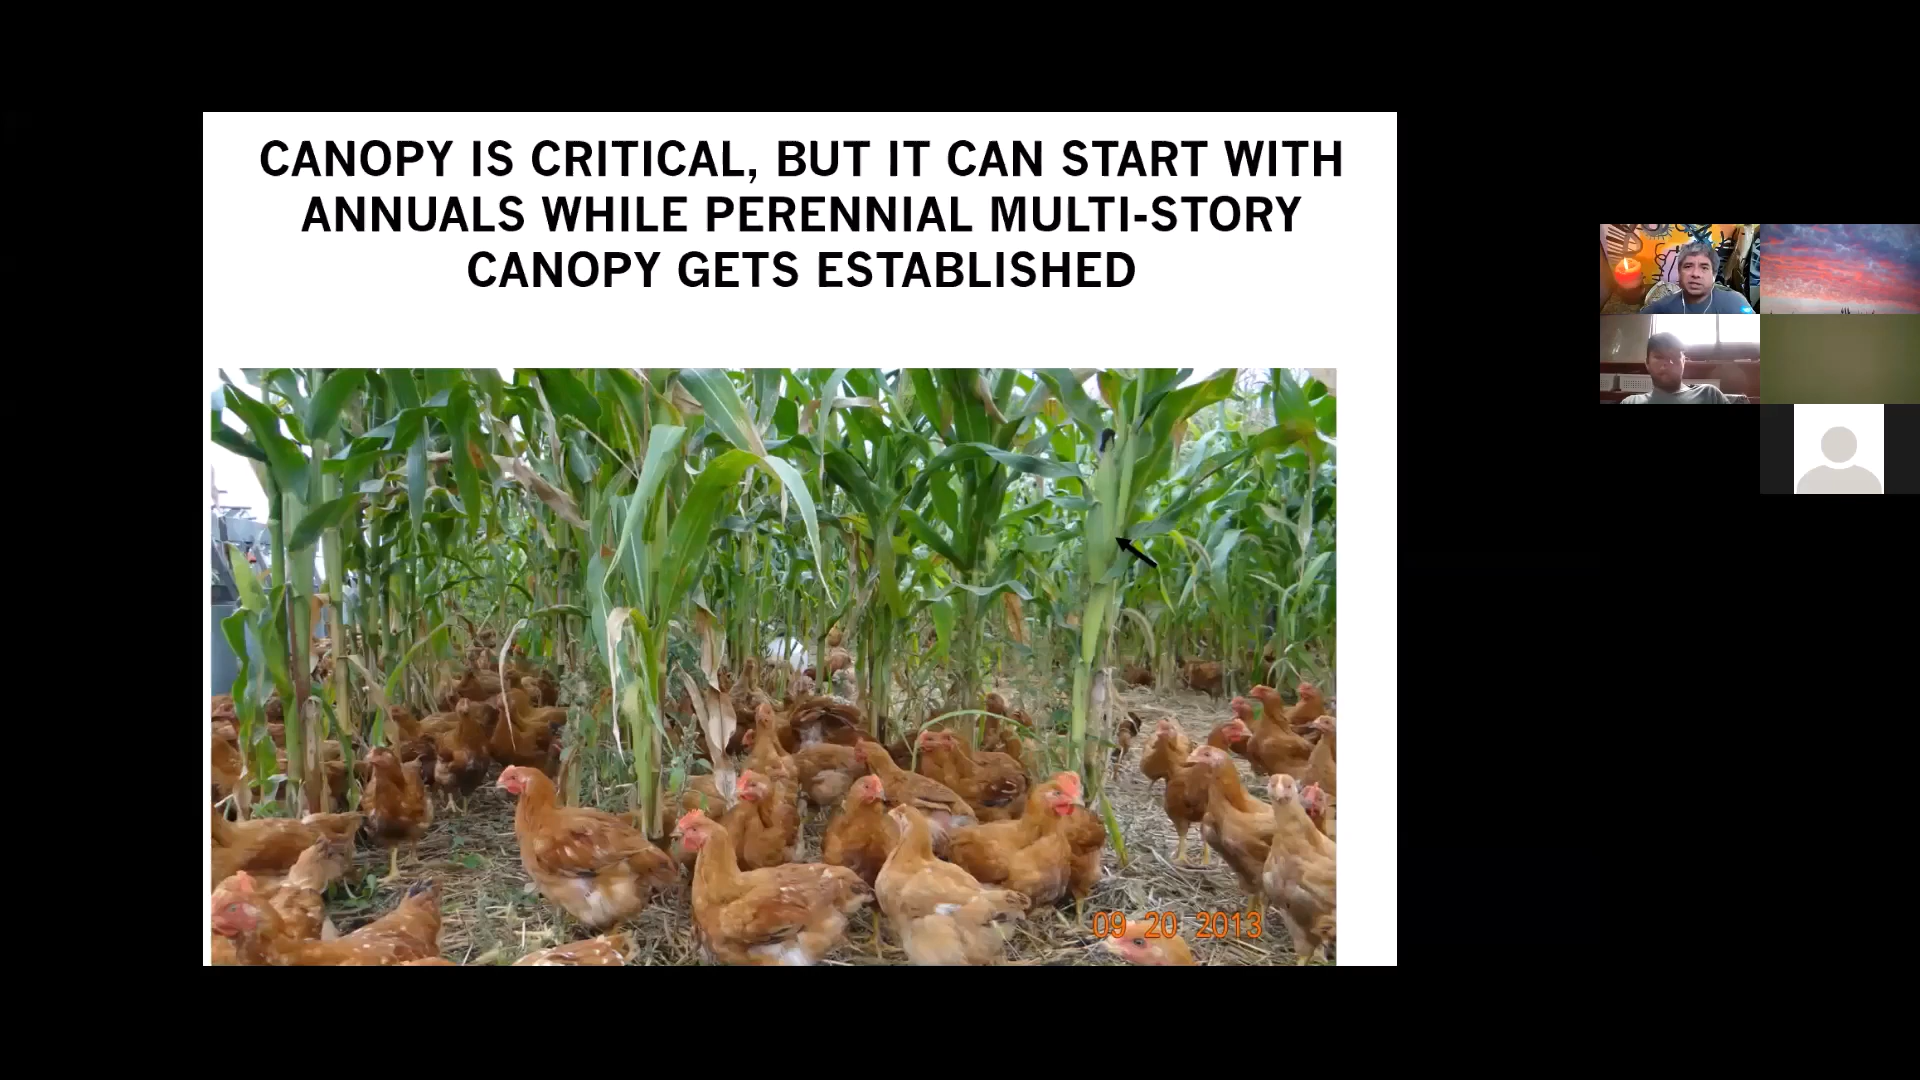 CANOPY IS CRITICAL, BUT IT CAN START WITH
ANNUALS WHILE PERENNIAL MULTI-STORY
CANOPY GETS ESTABLISHED
09 20 2013